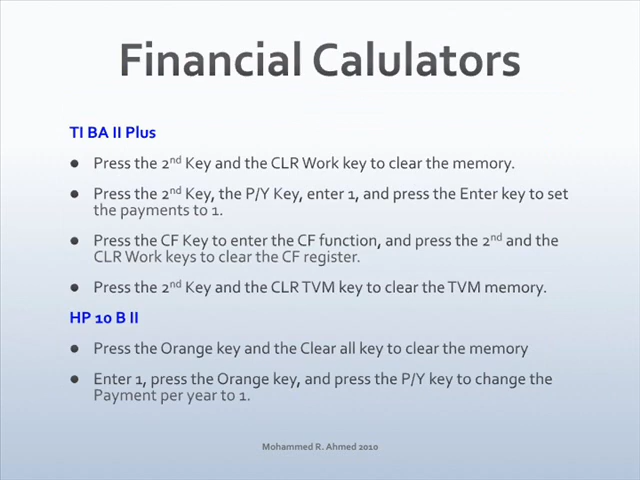 Financial Calulators
TI BA II Plus
● Press the 2nd Key and the CLR Work key to clear the memory.
● Press the 2nd Key, the P/Y Key, enter 1, and press the Enter key to set
the payments to 1.
● Press the CF Key to enter the CF function, and press the 2nd and the
CLR Work keys to clear the CF register.
● Press the 2nd Key and the CLR TVM key to clear the TVM memory.
HP 10 B II
● Press the Orange key and the Clear all key to clear the memory
● Enter 1, press the Orange key, and press the P/Y key to change the
Payment per year to 1.
Mohammed R. Ahmed 2010